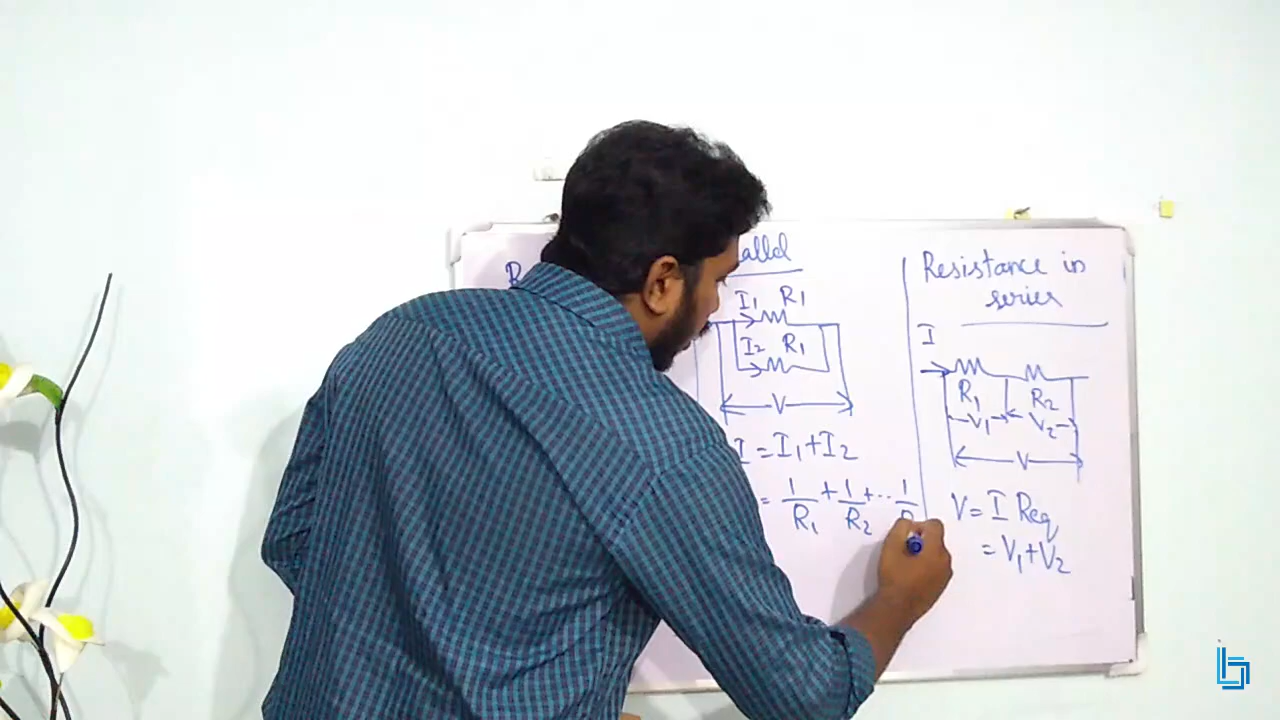 I₁ R₁
I₂ R₁
V
I = I₁ + I₂
= 1/R₁ + 1/R₂ + ... 1/
Resistance in
series
I
R₁ R₂
V₁ V₂
V
V = I Req
= V₁ + V₂